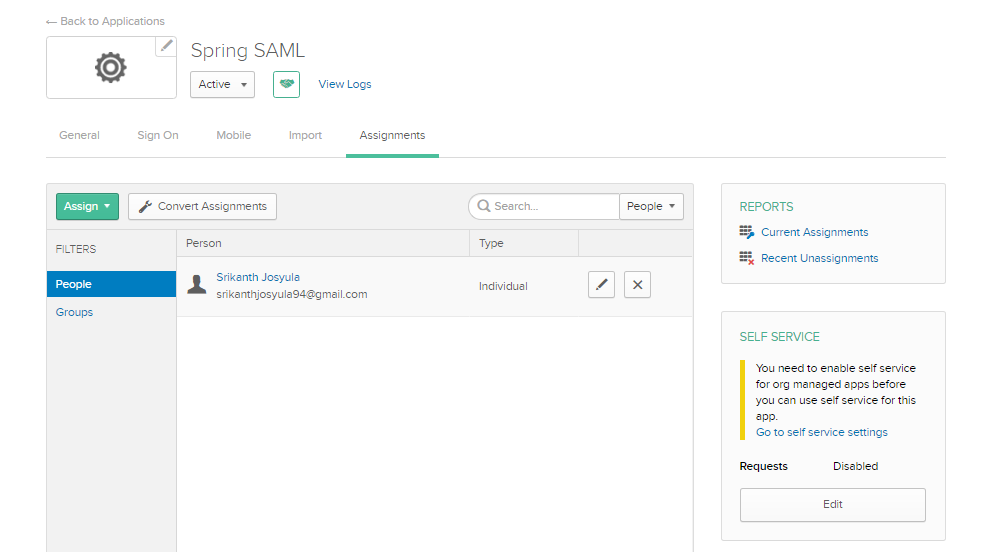 ← Back to Applications
Spring SAML
Active
View Logs
General
Sign On
Mobile
Import
Assignments
Assign
Convert Assignments
Search...
People
FILTERS
Person
Type
People
Groups
Srikanth Josyula
srikanthjosyula94@gmail.com
Individual
REPORTS
Current Assignments
Recent Unassignments
SELF SERVICE
You need to enable self service
for org managed apps before
you can use self service for this
app.
Go to self service settings
Requests
Disabled
Edit